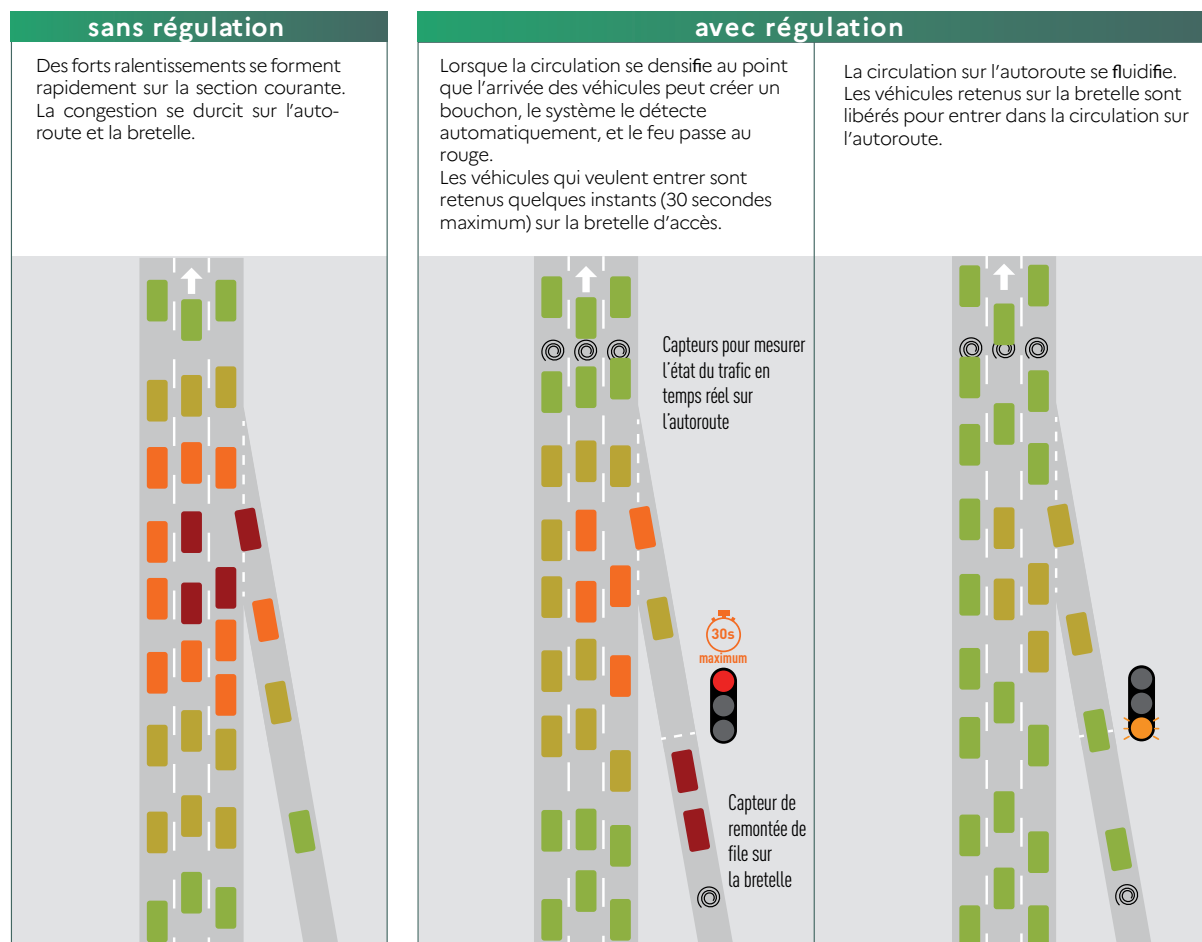 sans régulation
Des forts ralentissements se forment
rapidement sur la section courante.
La congestion se durcit sur l'auto-
route et la bretelle.
avec régulation
Lorsque la circulation se densifie au point
que l'arrivée des véhicules peut créer un
bouchon, le système le détecte
automatiquement, et le feu passe au
rouge.
Les véhicules qui veulent entrer sont
retenus quelques instants (30 secondes
maximum) sur la bretelle d'accès.
La circulation sur l'autoroute se fluidifie.
Les véhicules retenus sur la bretelle sont
libérés pour entrer dans la circulation sur
l'autoroute.
Capteurs pour mesurer
l'état du trafic en
temps réel sur
l'autoroute
30s
maximum
Capteur de
remontée de
file sur
la bretelle